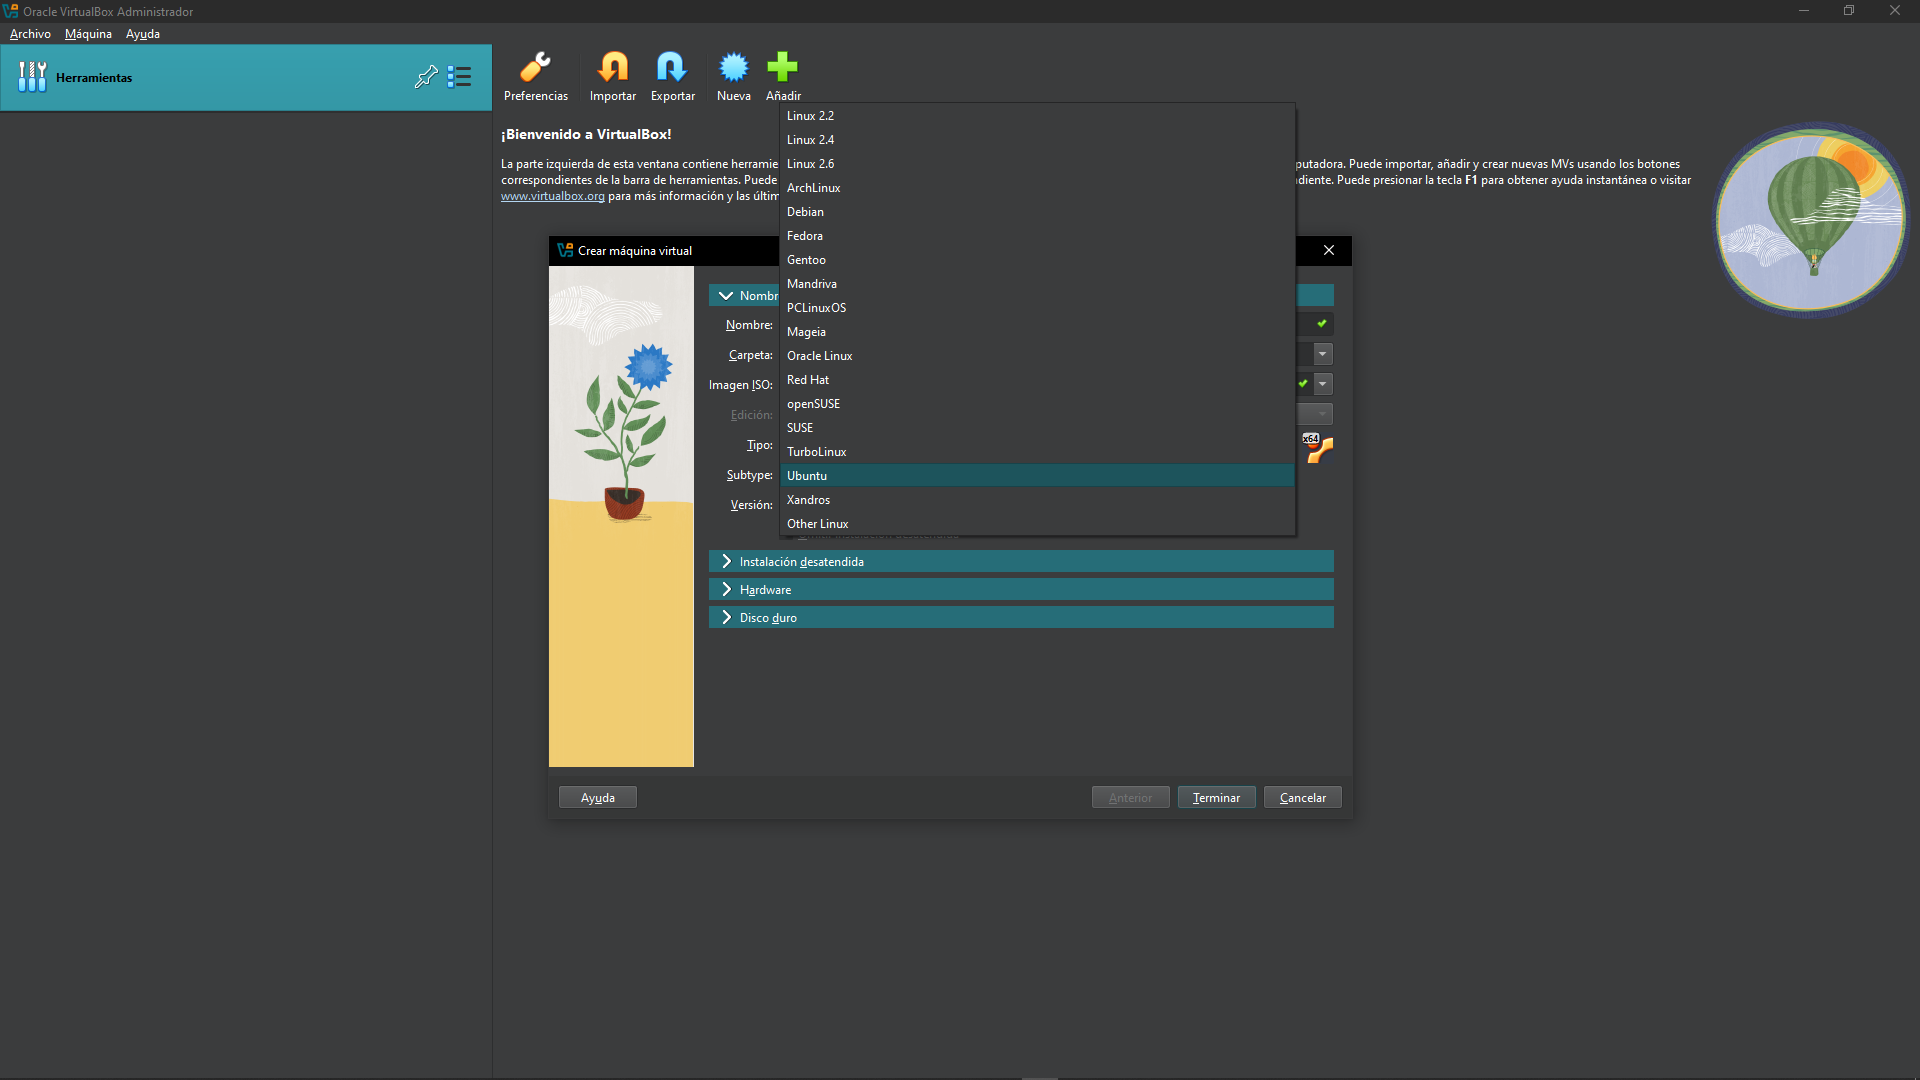 Oracle VirtualBox Administrador
Archivo Máquina Ayuda
Herramientas
Preferencias Importar Exportar Nueva Añadir
¡Bienvenido a VirtualBox!
La parte izquierda de esta ventana contiene herramie putadora. Puede importar, añadir y crear nuevas MVs usando los botones
correspondientes de la barra de herramientas. Puede diente. Puede presionar la tecla F1 para obtener ayuda instantánea o visitar
www.virtualbox.org para más información y las últim
Crear máquina virtual
Nombr
Nombre:
Carpeta:
Imagen ISO:
Edición:
Tipo:
x64
Subtype:
Versión:
Linux 2.2
Linux 2.4
Linux 2.6
ArchLinux
Debian
Fedora
Gentoo
Mandriva
PCLinuxOS
Mageia
Oracle Linux
Red Hat
openSUSE
SUSE
TurboLinux
Ubuntu
Xandros
Other Linux
Instalación desatendida
Hardware
Disco duro
Ayuda Anterior Terminar Cancelar